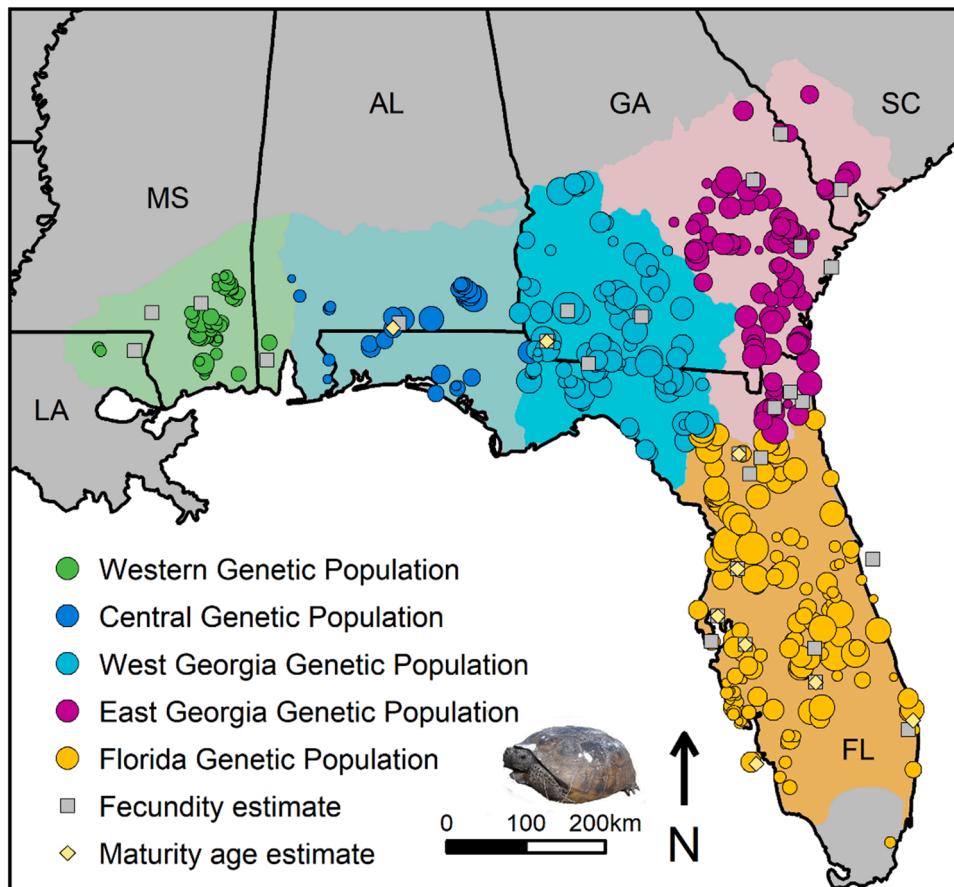 AL
GA
SC
MS
LA
Western Genetic Population
Central Genetic Population
West Georgia Genetic Population
East Georgia Genetic Population
Florida Genetic Population
FL
Fecundity estimate
0 100 200km
Maturity age estimate
N